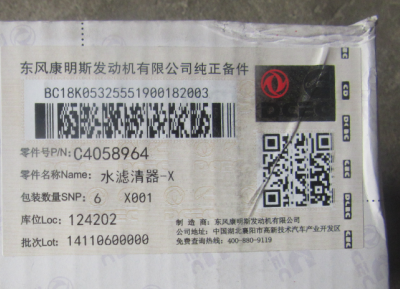 东风康明斯发动机有限公司纯正备件
BC18K05325551900182003
DCEC
零件号P/N: C4058964
零件名称Name: 水滤清器-X
包装数量SNP: 6 X001
库位Loc: 124202
批次Lot: 14110600000
制 造 商: 东风康明斯发动机有限公司
公司地址: 中国湖北襄阳市高新技术汽车产业开发区
免费查询热线: 400-880-9119